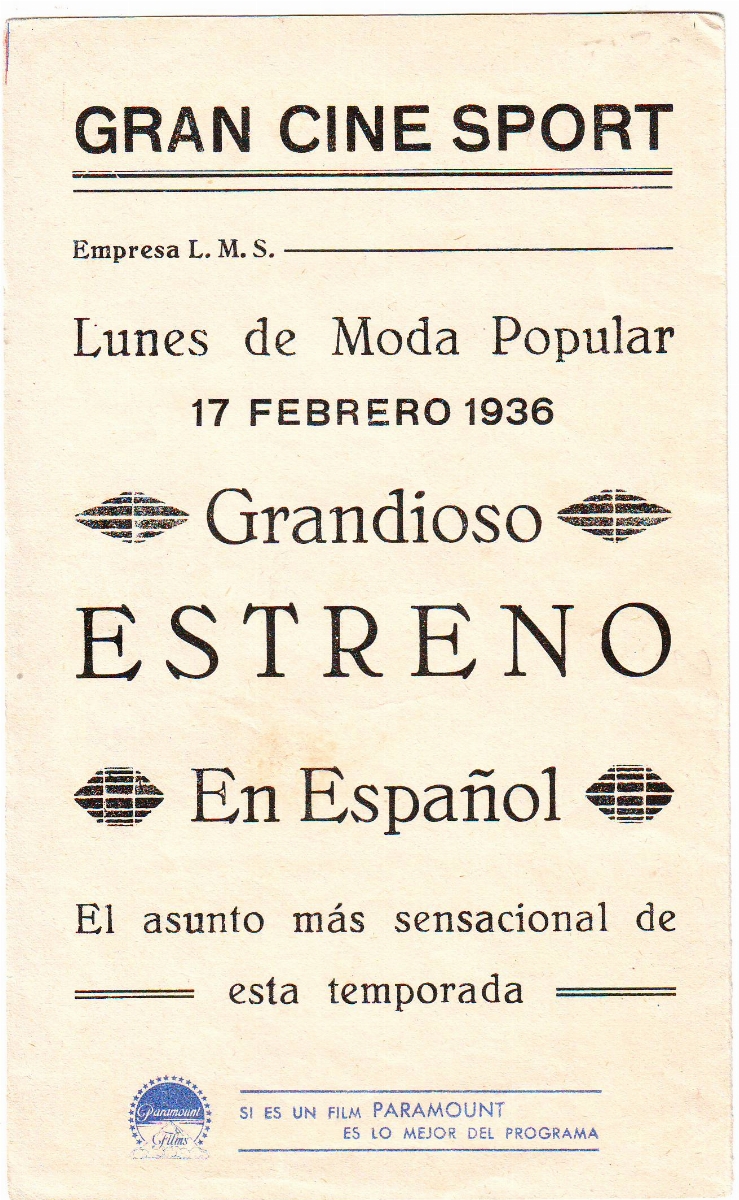 GRAN CINE SPORT
Empresa L. M. S.
Lunes de Moda Popular
17 FEBRERO 1936
Grandioso
ESTRENO
En Español
El asunto más sensacional de
esta temporada
Paramount
Films
SI ES UN FILM PARAMOUNT
ES LO MEJOR DEL PROGRAMA